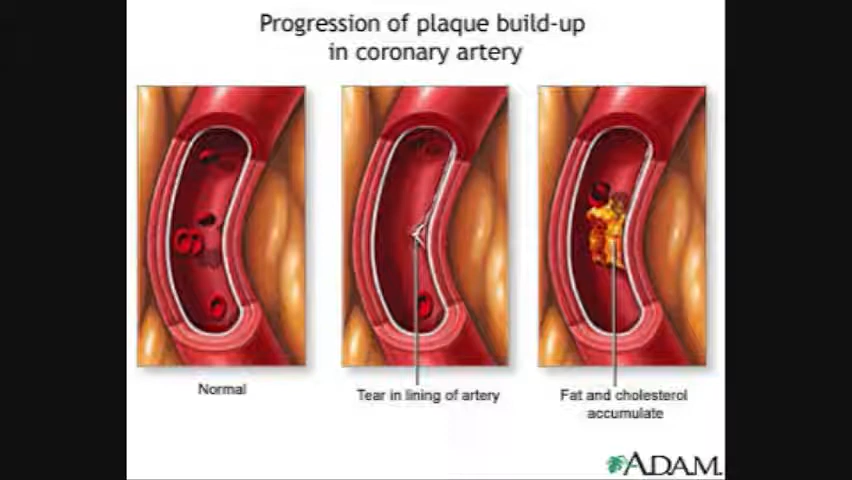 Progression of plaque build-up
in coronary artery
Normal
Tear in lining of artery
Fat and cholesterol
accumulate
A.D.A.M.